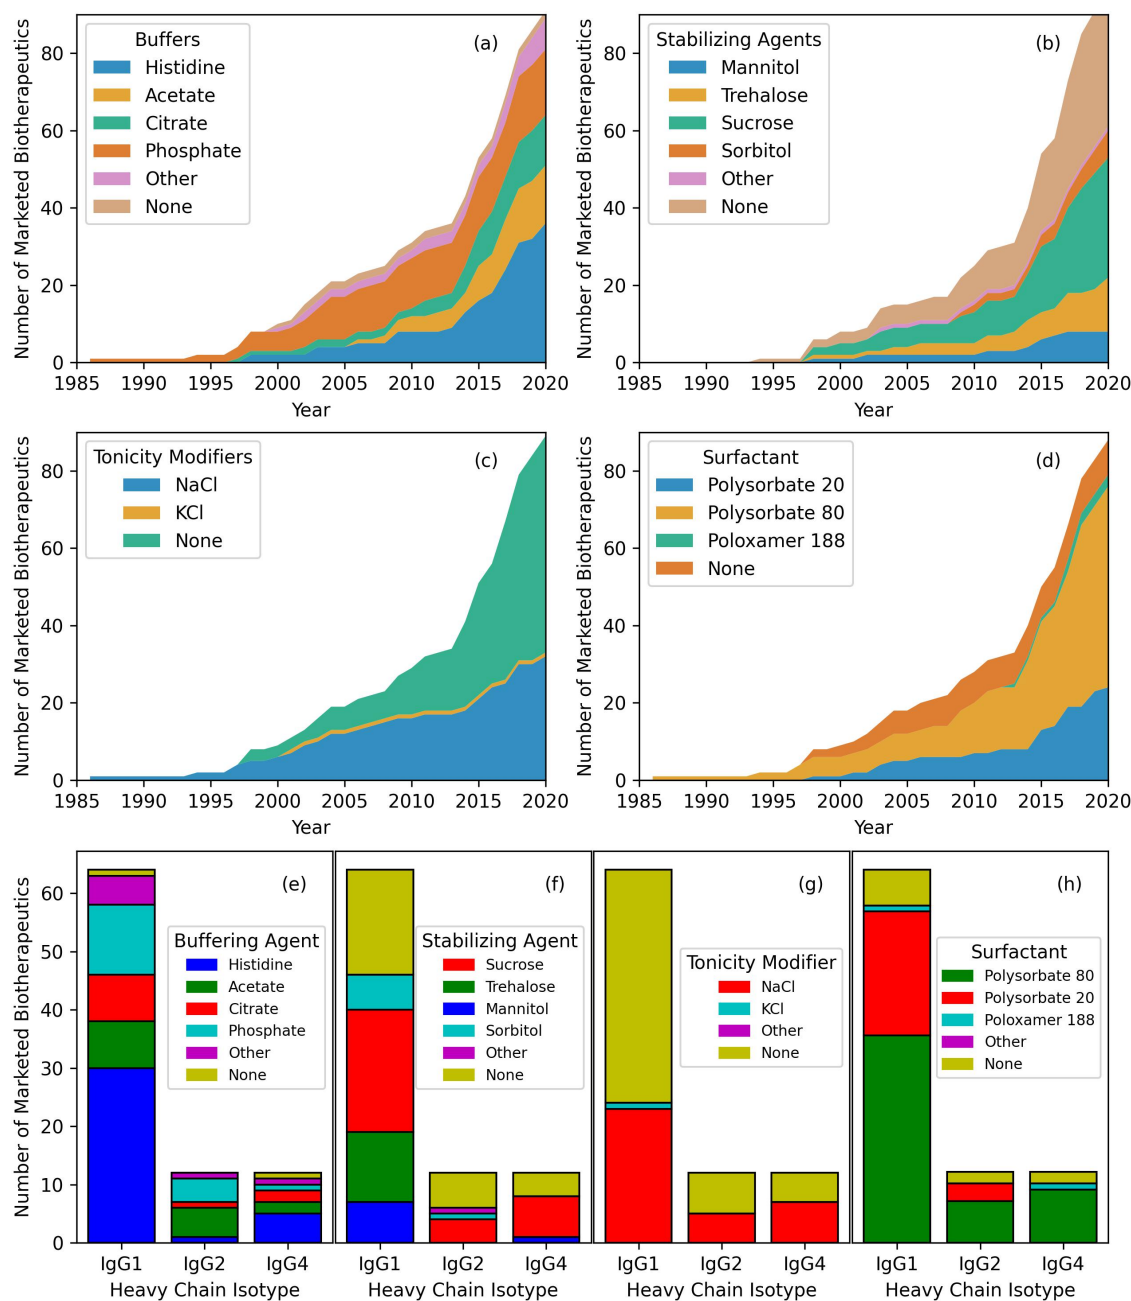 Number of Marketed Biotherapeutics
80
60
40
20
0
Buffers
Histidine
Acetate
Citrate
Phosphate
Other
None
(a)
1985 1990 1995 2000 2005 2010 2015 2020
Year
Number of Marketed Biotherapeutics
80
60
40
20
0
Stabilizing Agents
Mannitol
Trehalose
Sucrose
Sorbitol
Other
None
(b)
1985 1990 1995 2000 2005 2010 2015 2020
Year
Number of Marketed Biotherapeutics
80
60
40
20
0
Tonicity Modifiers
NaCl
KCl
None
(c)
1985 1990 1995 2000 2005 2010 2015 2020
Year
Number of Marketed Biotherapeutics
80
60
40
20
0
Surfactant
Polysorbate 20
Polysorbate 80
Poloxamer 188
None
(d)
1985 1990 1995 2000 2005 2010 2015 2020
Year
Number of Marketed Biotherapeutics
60
50
40
30
20
10
0
(e)
Buffering Agent
Histidine
Acetate
Citrate
Phosphate
Other
None
IgG1 IgG2 IgG4
Heavy Chain Isotype
(f)
Stabilizing Agent
Sucrose
Trehalose
Mannitol
Sorbitol
Other
None
IgG1 IgG2 IgG4
Heavy Chain Isotype
(g)
Tonicity Modifier
NaCl
KCl
Other
None
IgG1 IgG2 IgG4
Heavy Chain Isotype
(h)
Surfactant
Polysorbate 80
Polysorbate 20
Poloxamer 188
Other
None
IgG1 IgG2 IgG4
Heavy Chain Isotype